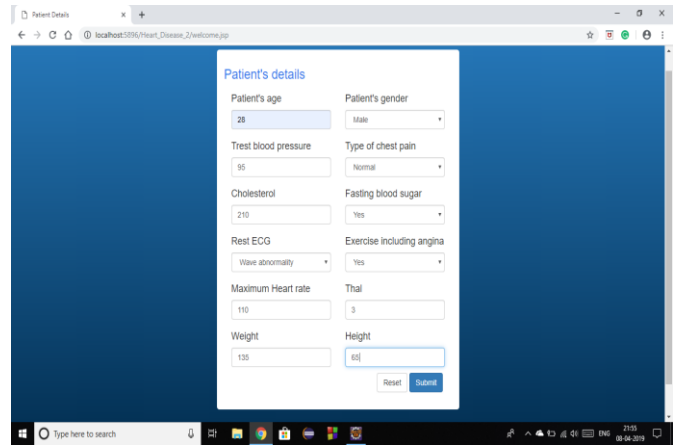 Patient Details
localhost:5896/Heart_Disease_2/welcome.jsp
Patient's details
Patient's age
Patient's gender
28
Male
Trest blood pressure
Type of chest pain
95
Normal
Cholesterol
Fasting blood sugar
210
Yes
Rest ECG
Exercise including angina
Wave abnormality
Yes
Maximum Heart rate
Thal
110
3
Weight
Height
135
65
Reset
Submit
Type here to search
ENG
21:55
08-04-2019